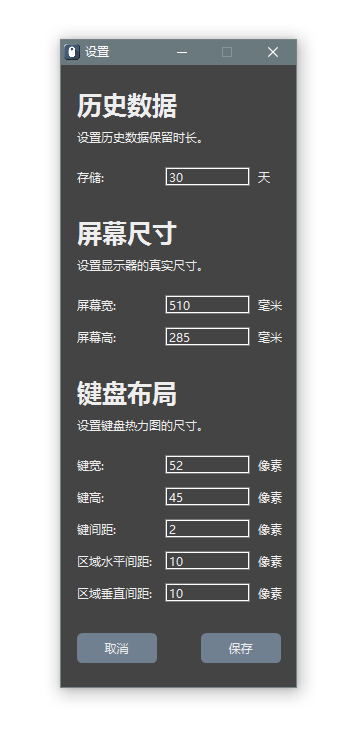 设置
历史数据
设置历史数据保留时长。
存储: 30 天
屏幕尺寸
设置显示器的真实尺寸。
屏幕宽: 510 毫米
屏幕高: 285 毫米
键盘布局
设置键盘热力图的尺寸。
键宽: 52 像素
键高: 45 像素
键间距: 2 像素
区域水平间距: 10 像素
区域垂直间距: 10 像素
取消 保存